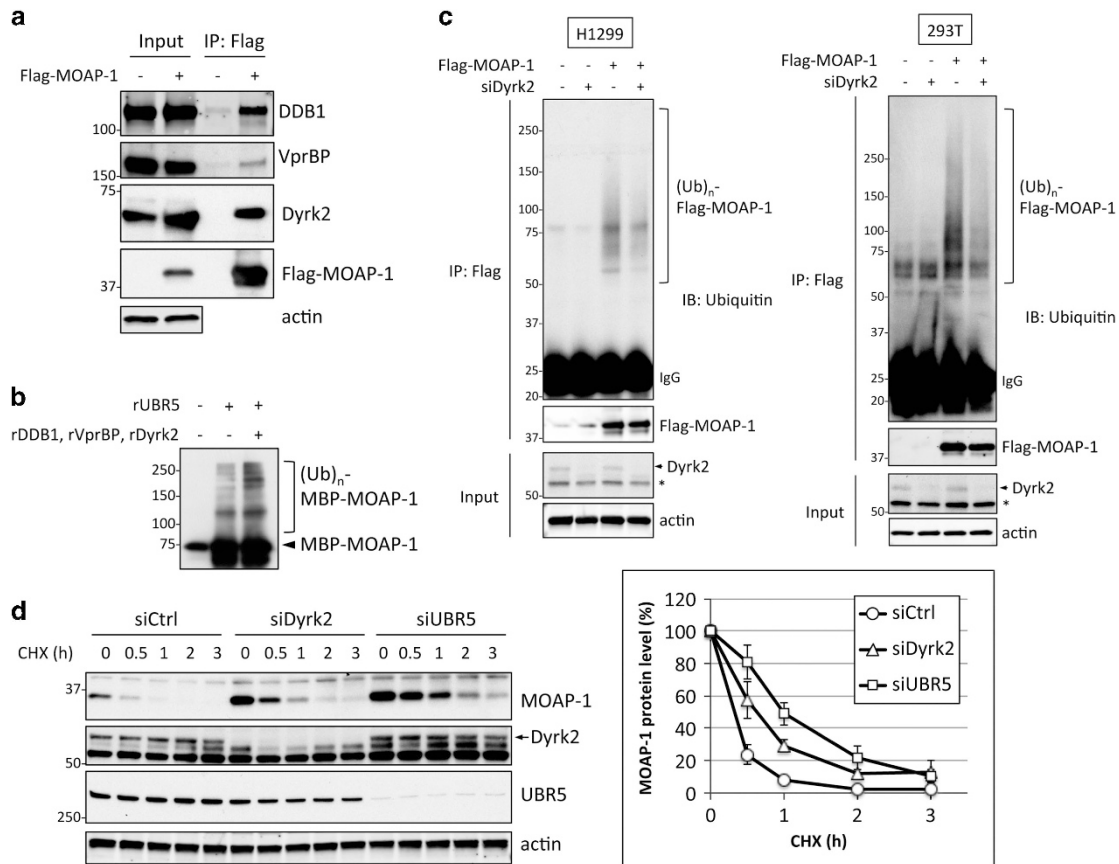 a
Input IP: Flag
Flag-MOAP-1 - + - +
DDB1
100
VprBP
150
75
Dyrk2
Flag-MOAP-1
37
actin
b
rUBR5 - + +
rDDB1, rVprBP, rDyrk2 - - +
250
150
100
75
(Ub)n-
MBP-MOAP-1
MBP-MOAP-1
c
H1299
Flag-MOAP-1 - - + +
siDyrk2 - + - +
250
150
100
75
50
37
25
20
(Ub)n-
Flag-MOAP-1
IP: Flag
IB: Ubiquitin
IgG
Flag-MOAP-1
37
Input
Dyrk2
*
50
actin
293T
Flag-MOAP-1 - - + +
siDyrk2 - + - +
250
150
100
75
50
37
25
20
(Ub)n-
Flag-MOAP-1
IP: Flag
IB: Ubiquitin
IgG
Flag-MOAP-1
37
Input
Dyrk2
*
50
actin
d
siCtrl siDyrk2 siUBR5
CHX (h) 0 0.5 1 2 3 0 0.5 1 2 3 0 0.5 1 2 3
37
MOAP-1
Dyrk2
50
UBR5
250
actin
MOAP-1 protein level (%)
120
100
80
60
40
20
0
0 1 2 3
CHX (h)
siCtrl
siDyrk2
siUBR5